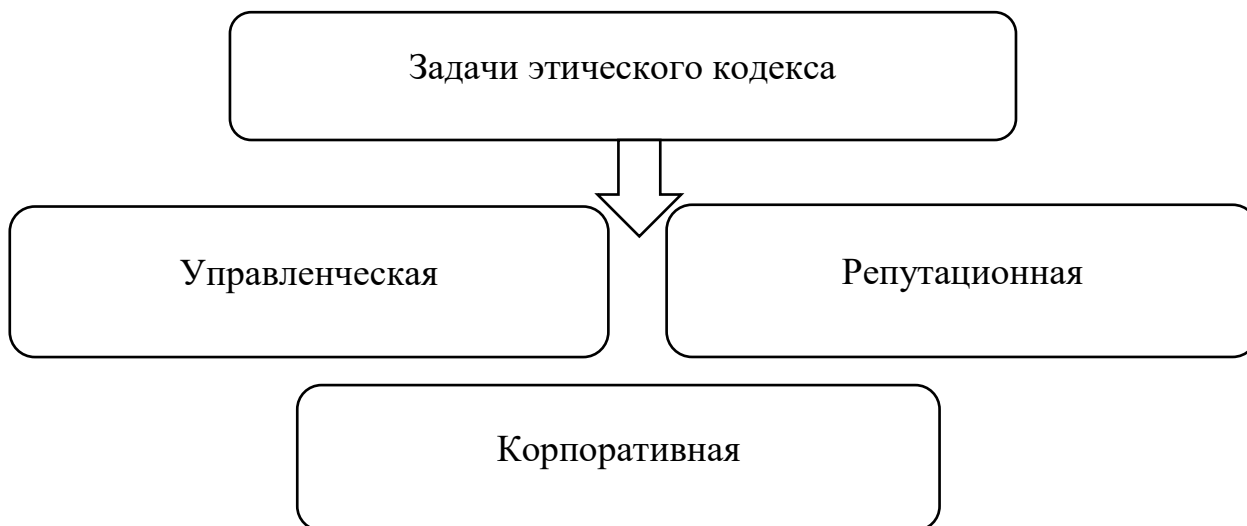 Задачи этического кодекса
Управленческая
Репутационная
Корпоративная